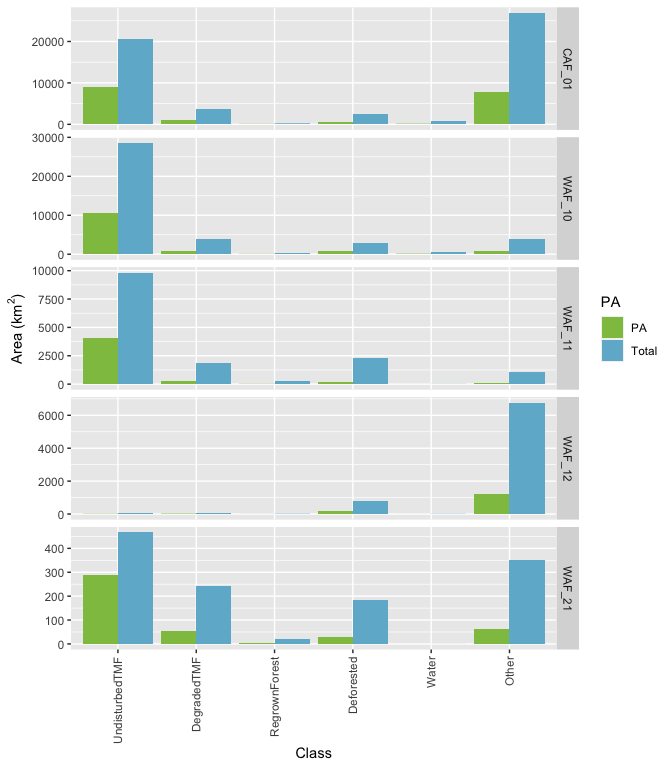 20000
10000
0
CAF_01
30000
20000
10000
0
WAF_10
10000
7500
5000
2500
0
WAF_11
6000
4000
2000
0
WAF_12
400
300
200
100
0
WAF_21
Area (km2)
UndisturbedTMF
DegradedTMF
RegrownForest
Deforested
Water
Other
Class
PA
PA
Total